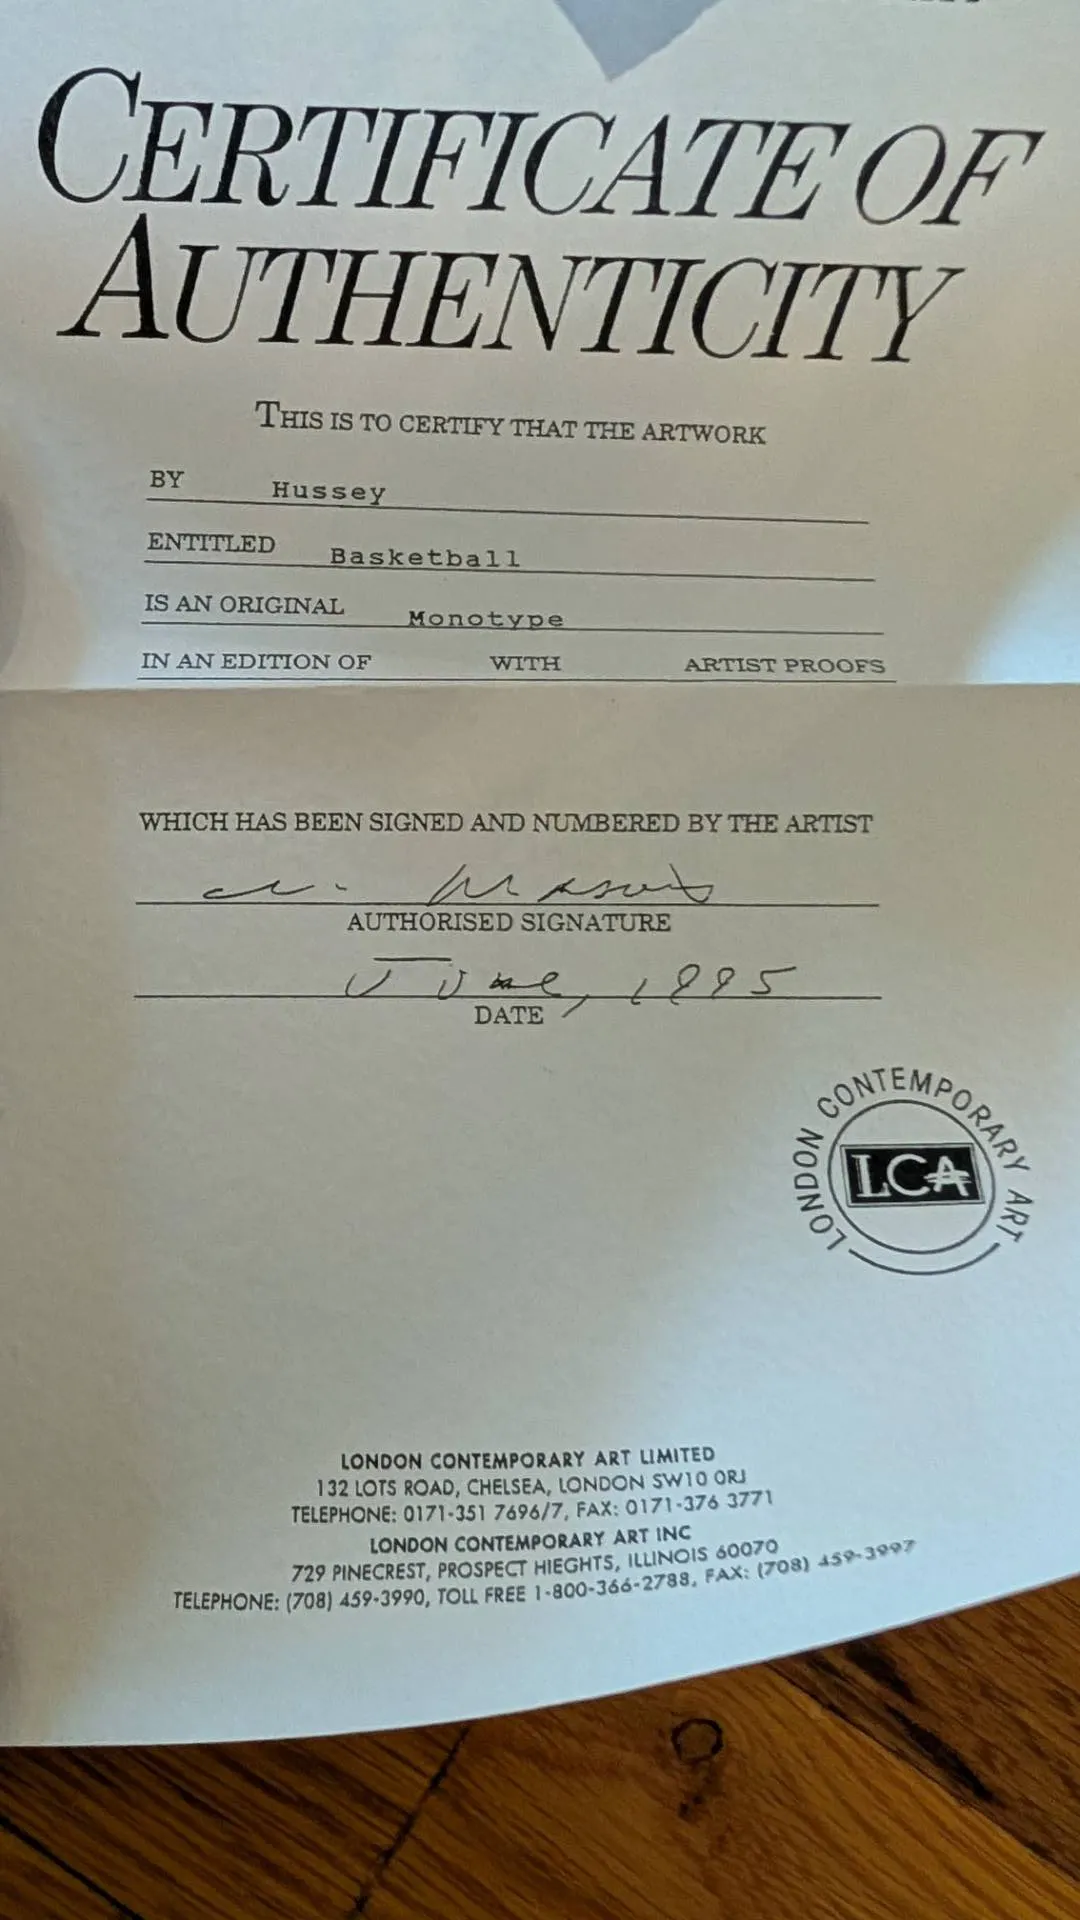 CERTIFICATE OF
AUTHENTICITY
THIS IS TO CERTIFY THAT THE ARTWORK
BY Hussey
ENTITLED Basketball
IS AN ORIGINAL Monotype
IN AN EDITION OF WITH ARTIST PROOFS
WHICH HAS BEEN SIGNED AND NUMBERED BY THE ARTIST
AUTHORISED SIGNATURE
June, 1995
DATE
LONDON CONTEMPORARY ART
LCA
LONDON CONTEMPORARY ART LIMITED
132 LOTS ROAD, CHELSEA, LONDON SW10 0RJ
TELEPHONE: 0171-351 7696/7, FAX: 0171-376 3771
LONDON CONTEMPORARY ART INC
729 PINECREST, PROSPECT HIEGHTS, ILLINOIS 60070
TELEPHONE: (708) 459-3990, TOLL FREE 1-800-366-2788, FAX: (708) 459-3997